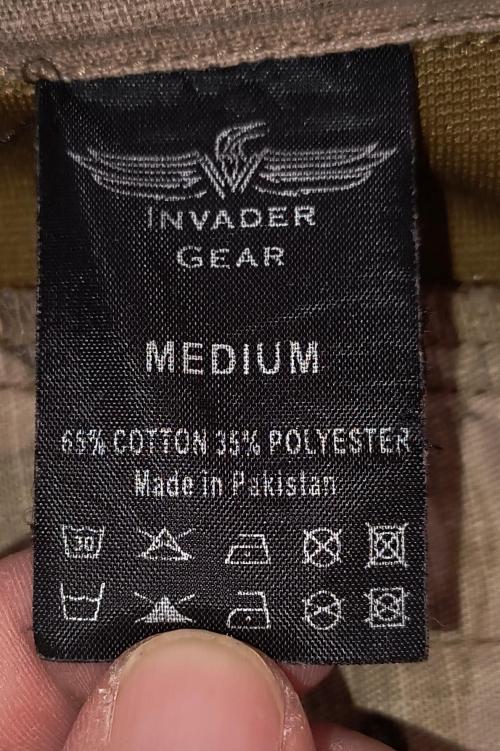 INVADER
GEAR
MEDIUM
65% COTTON 35% POLYESTER
Made in Pakistan
30